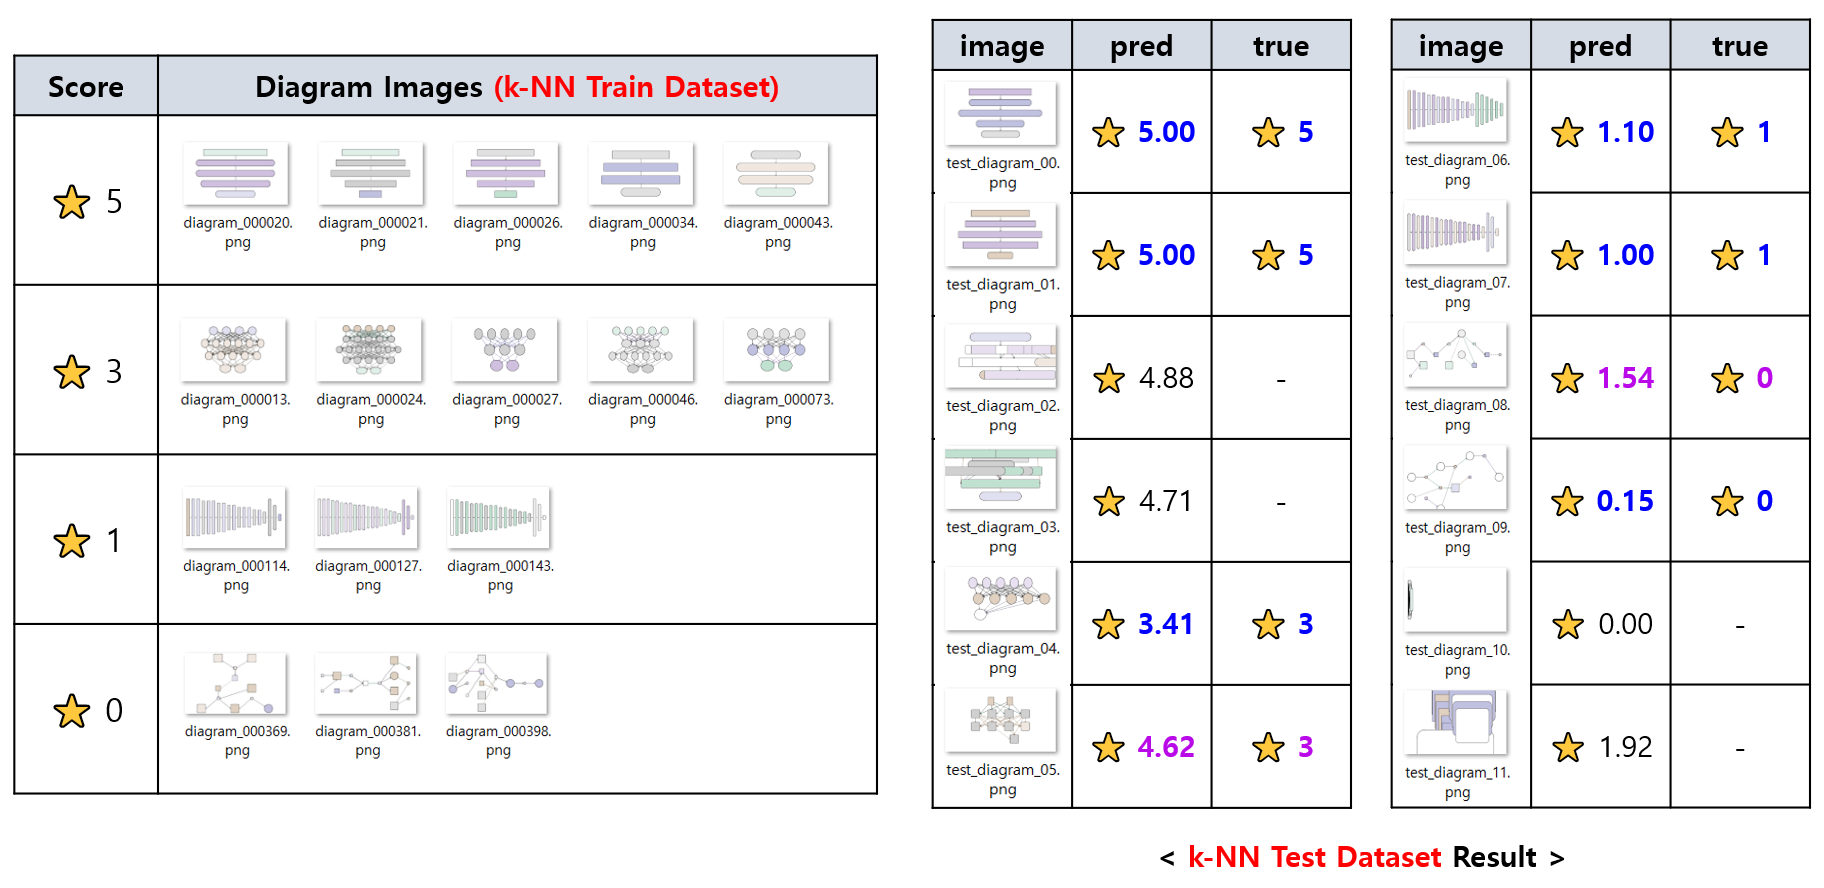 Score
Diagram Images (k-NN Train Dataset)
5
diagram_000020.
png
diagram_000021.
png
diagram_000026.
png
diagram_000034.
png
diagram_000043.
png
3
diagram_000013.
png
diagram_000024.
png
diagram_000027.
png
diagram_000046.
png
diagram_000073.
png
1
diagram_000114.
png
diagram_000127.
png
diagram_000143.
png
0
diagram_000369.
png
diagram_000381.
png
diagram_000398.
png
image pred true
test_diagram_00.
png
5.00
5
test_diagram_01.
png
5.00
5
test_diagram_02.
png
4.88
-
test_diagram_03.
png
4.71
-
test_diagram_04.
png
3.41
3
test_diagram_05.
png
4.62
3
image pred true
test_diagram_06.
png
1.10
1
test_diagram_07.
png
1.00
1
test_diagram_08.
png
1.54
0
test_diagram_09.
png
0.15
0
test_diagram_10.
png
0.00
-
test_diagram_11.
png
1.92
-
< k-NN Test Dataset Result >